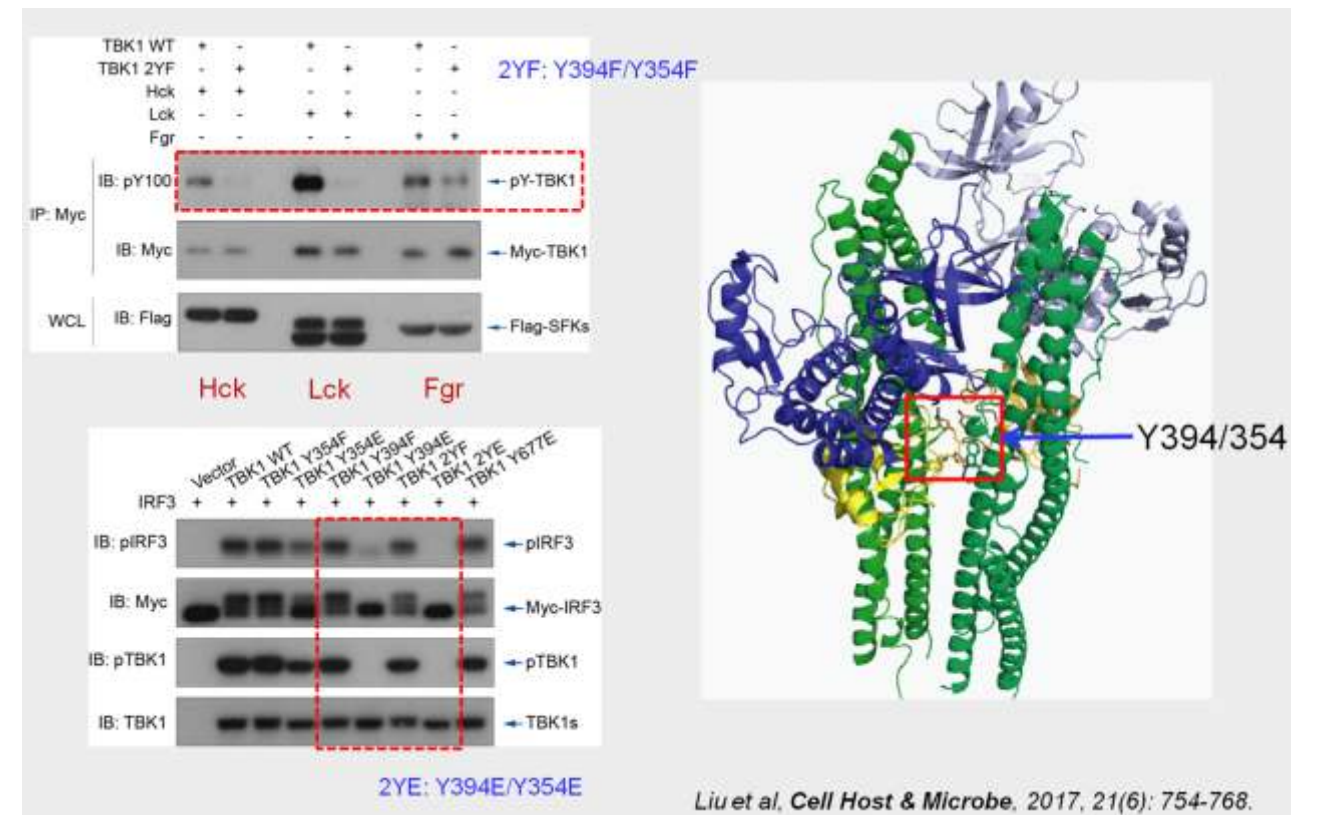 TBK1 WT + - + - + -
TBK1 2YF - + - + - +
Hck + + - - - -
Lck - - + + - -
Fgr - - - - + +
2YF: Y394F/Y354F
IP: Myc
IB: pY100
pY-TBK1
IB: Myc
Myc-TBK1
WCL
IB: Flag
Flag-SFKs
Hck Lck Fgr
Vector TBK1 WT TBK1 Y354F TBK1 Y354E TBK1 Y394F TBK1 Y394E TBK1 2YF TBK1 2YE TBK1 Y677E
IRF3 + + + + + + + +
IB: pIRF3
pIRF3
IB: Myc
Myc-IRF3
IB: pTBK1
pTBK1
IB: TBK1
TBK1s
2YE: Y394E/Y354E
Y394/354
Liu et al, Cell Host & Microbe, 2017, 21(6): 754-768.